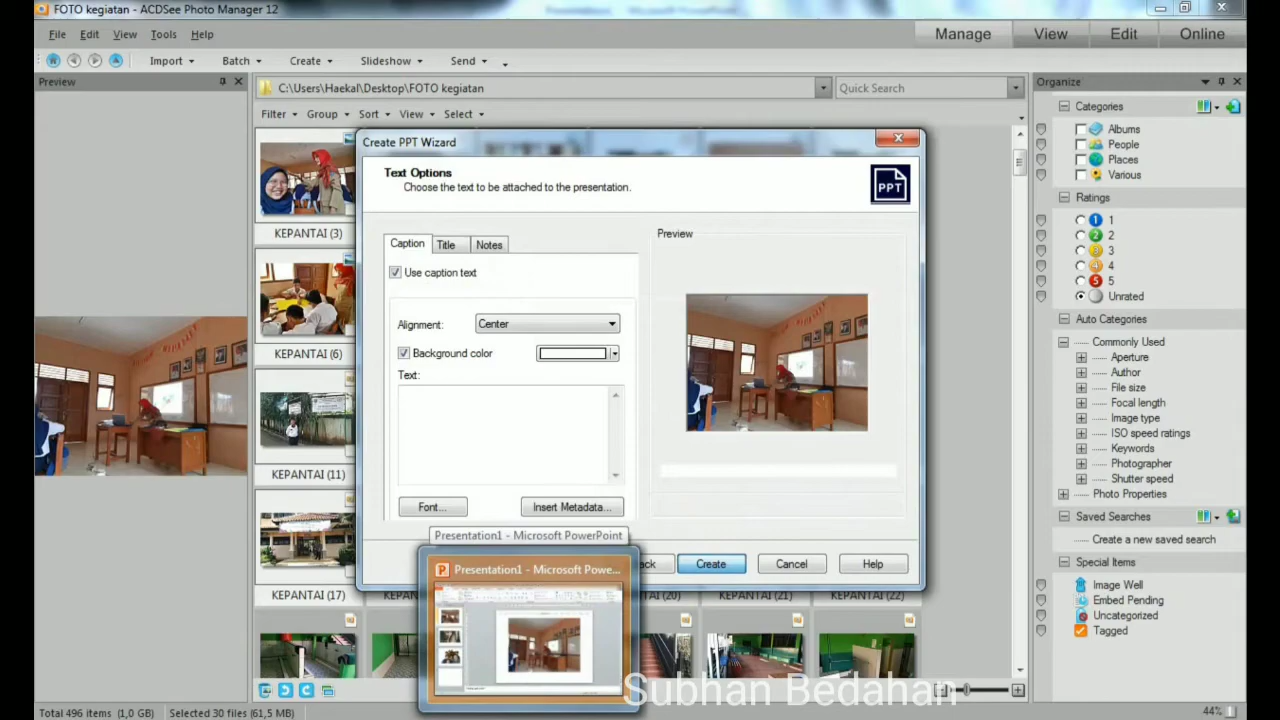 FOTO kegiatan - ACDSee Photo Manager 12
File Edit View Tools Help
Manage View Edit Online
Import Batch Create Slideshow Send
Preview
C:\Users\Haekal\Desktop\FOTO kegiatan
Quick Search
Filter Group Sort View Select
KEPANTAI (3)
KEPANTAI (6)
KEPANTAI (11)
KEPANTAI (17)
(20)
(21)
(22)
Create PPT Wizard
Text Options
Choose the text to be attached to the presentation.
PPT
Caption Title Notes
Use caption text
Alignment: Center
Background color
Text:
Font... Insert Metadata...
Preview
Create Cancel Help
Presentation1 - Microsoft PowerPoint
Presentation1 - Microsoft Powe...
Organize
Categories
Albums
People
Places
Various
Ratings
1
2
3
4
5
Unrated
Auto Categories
Commonly Used
Aperture
Author
File size
Focal length
Image type
ISO speed ratings
Keywords
Photographer
Shutter speed
Photo Properties
Saved Searches
Create a new saved search
Special Items
Image Well
Embed Pending
Uncategorized
Tagged
Subhan Bedahan
Total 496 items (1,0 GB) Selected 30 files (61,5 MB)
44%